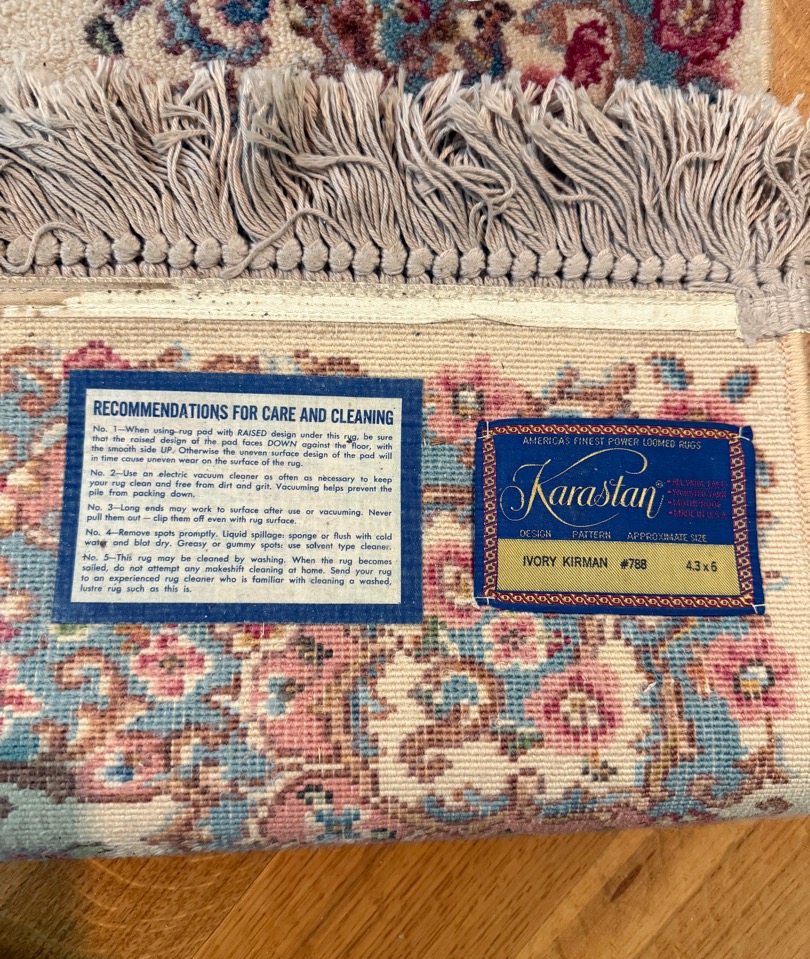 RECOMMENDATIONS FOR CARE AND CLEANING
No. 1—When using rug pad with RAISED design under this rug, be sure
that the raised design of the pad faces DOWN against the floor, with
the smooth side UP. Otherwise the uneven surface design of the pad will
in time cause uneven wear on the surface of the rug.
No. 2—Use an electric vacuum cleaner as often as necessary to keep
your rug clean and free from dirt and grit. Vacuuming helps prevent the
pile from packing down.
No. 3—Long ends may work to surface after use or vacuuming. Never
pull them out — clip them off even with rug surface.
No. 4—Remove spots promptly. Liquid spillage: sponge or flush with cold
water and blot dry. Greasy or gummy spots: use solvent type cleaner.
No. 5—This rug may be cleaned by washing. When the rug becomes
soiled, do not attempt any makeshift cleaning at home. Send your rug
to an experienced rug cleaner who is familiar with cleaning a washed,
lustre rug such as this is.
AMERICA'S FINEST POWER LOOMED RUGS
Karastan®
• WORSTED YARN
• MADE IN U.S.A.
DESIGN PATTERN APPROXIMATE SIZE
IVORY KIRMAN #788 4.3 x 6